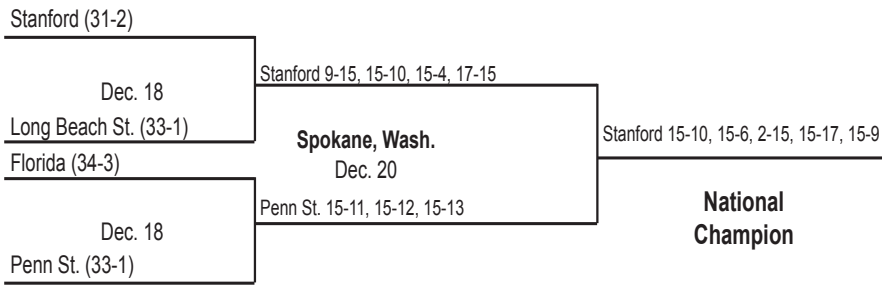 Stanford (31-2)
Dec. 18
Long Beach St. (33-1)
Florida (34-3)
Dec. 18
Penn St. (33-1)
Stanford 9-15, 15-10, 15-4, 17-15
Spokane, Wash.
Dec. 20
Penn St. 15-11, 15-12, 15-13
Stanford 15-10, 15-6, 2-15, 15-17, 15-9
National
Champion